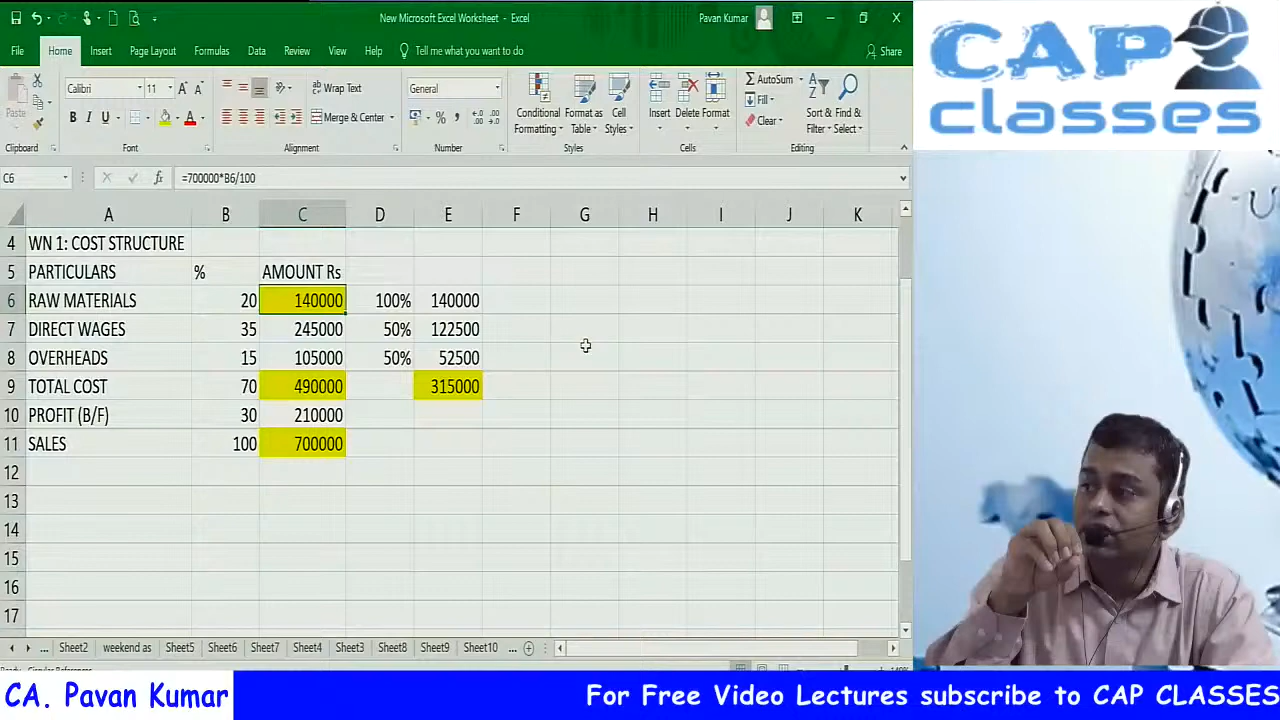 New Microsoft Excel Worksheet - Excel
Pavan Kumar
File Home Insert Page Layout Formulas Data Review View Help Tell me what you want to do Share
Paste
Calibri 11
B I U
A A
Wrap Text
Merge & Center
General
% ,
Conditional Formatting
Format as Table
Cell Styles
Insert Delete Format
AutoSum
Fill
Clear
Sort & Filter
Find & Select
Clipboard Font Alignment Number Styles Cells Editing
C6 fx =700000*B6/100
A B C D E F G H I J K
4 WN 1: COST STRUCTURE
5 PARTICULARS % AMOUNT Rs
6 RAW MATERIALS 20 140000 100% 140000
7 DIRECT WAGES 35 245000 50% 122500
8 OVERHEADS 15 105000 50% 52500
9 TOTAL COST 70 490000 315000
10 PROFIT (B/F) 30 210000
11 SALES 100 700000
12
13
14
15
16
17
... Sheet2 weekend as Sheet5 Sheet6 Sheet7 Sheet4 Sheet3 Sheet8 Sheet9 Sheet10 ...
CAP
classes
CA. Pavan Kumar
For Free Video Lectures subscribe to CAP CLASSES